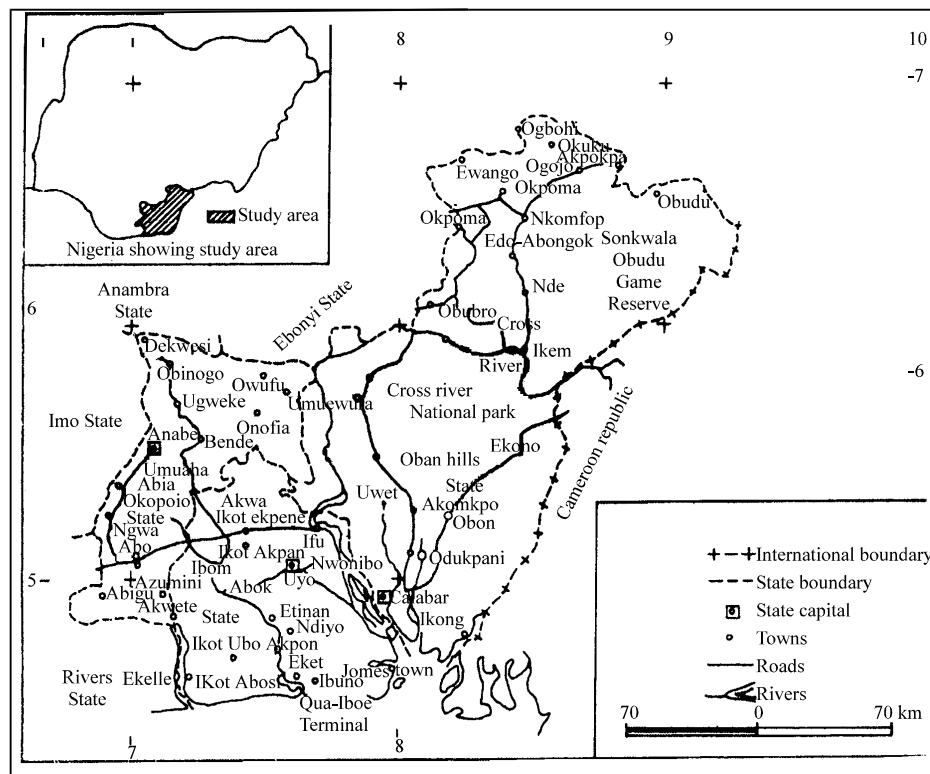 8
9
10
-7
Study area
Nigeria showing study area
Ogbohi
Okuku
Akpokpa
Ogojo
Ewango
Okpoma
Obudu
Okpoma
Nkomfop
Edo-Abongok
Sonkwala
Obudu
Game
Reserve
Nde
Anambra
State
6
Ebonyi State
Obubro
Cross
River
Ikem
-6
Dekwesi
Obinogo
Owufu
Ugweke
Umuewula
Onofia
Cross river
National park
Imo State
Anabe
Bende
Ekono
Cameroon republic
Umuaha
Abia
Okopoio
State
Ngwa
Oban hills
Akwa
Ikot ekpene
Uwet
State
Akomkpo
Obon
Ifu
Abo
Ikot Akpan
Ibom
Nwonibo
Odukpani
5
Azumini
Abigu
Akwete
Abok
Uyo
Calabar
Ikong
State
Etinan
Ndiyo
Ikot Ubo
Akpon
Rivers
State
Ekelle
IKot Abosi
Eket
Ibuno
Jomestown
Qua-Iboe
Terminal
7
8
International boundary
State boundary
State capital
Towns
Roads
Rivers
70
0
70 km